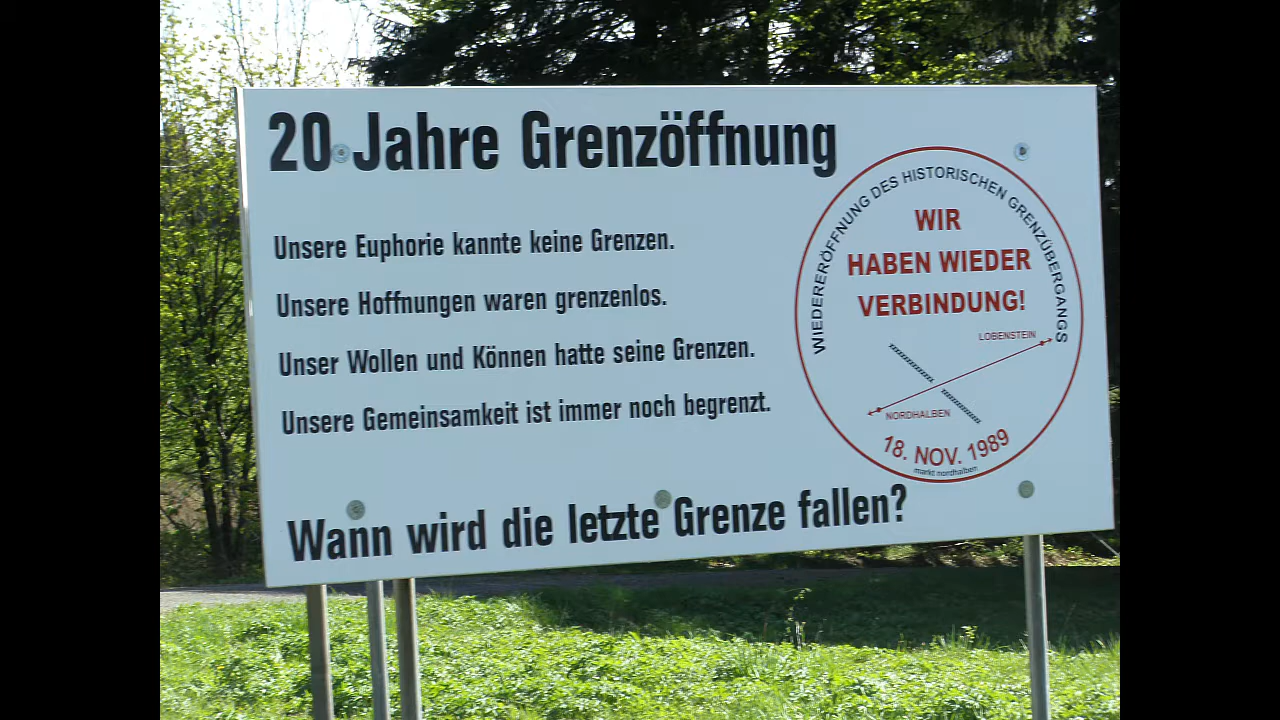 20 Jahre Grenzöffnung
Unsere Euphorie kannte keine Grenzen.
Unsere Hoffnungen waren grenzenlos.
Unser Wollen und Können hatte seine Grenzen.
Unsere Gemeinsamkeit ist immer noch begrenzt.
Wann wird die letzte Grenze fallen?
WIEDERERÖFFNUNG DES HISTORISCHEN GRENZÜBERGANGS
WIR
HABEN WIEDER
VERBINDUNG!
LOBENSTEIN
NORDHALBEN
18. NOV. 1989
markt nordhalben